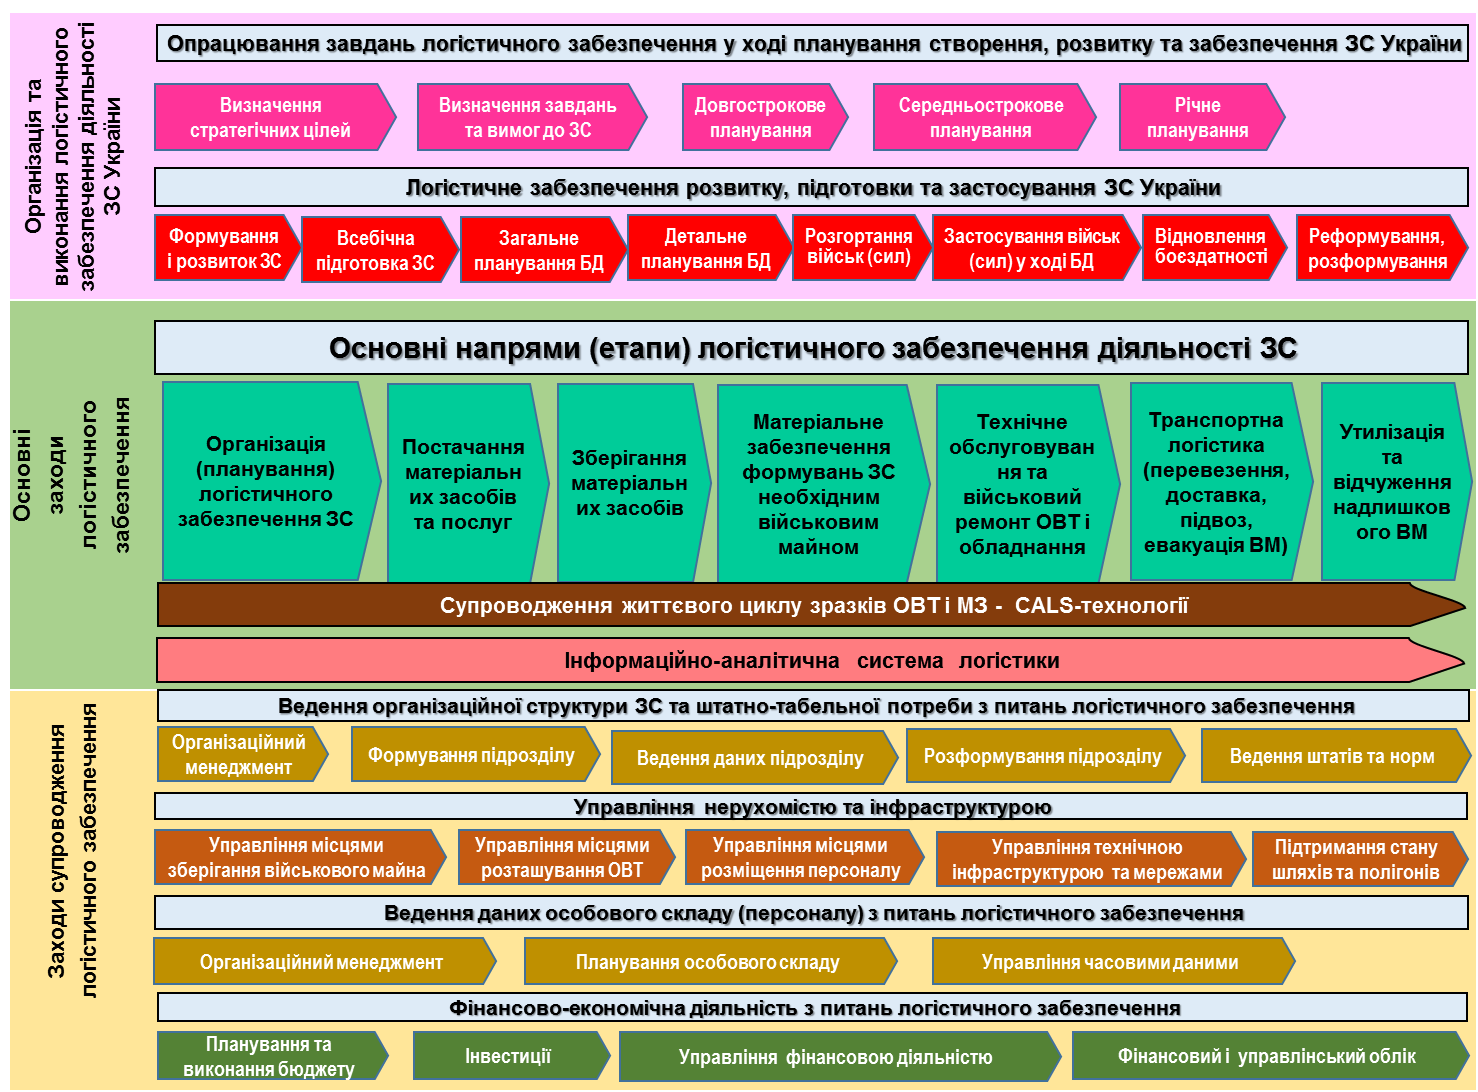 Організація та
виконання логістичного
забезпечення діяльності
ЗС України
Опрацювання завдань логістичного забезпечення у ході планування створення, розвитку та забезпечення ЗС України
Визначення
стратегічних цілей
Визначення завдань
та вимог до ЗС
Довгострокове
планування
Середньострокове
планування
Річне
планування
Логістичне забезпечення розвитку, підготовки та застосування ЗС України
Формування
і розвиток ЗС
Всебічна
підготовка ЗС
Загальне
планування БД
Детальне
планування БД
Розгортання
військ (сил)
Застосування військ
(сил) у ході БД
Відновлення
боєздатності
Реформування,
розформування
Основні
заходи
логістичного
забезпечення
Основні напрями (етапи) логістичного забезпечення діяльності ЗС
Організація
(планування)
логістичного
забезпечення ЗС
Постачання
матеріальн
их засобів
та послуг
Зберігання
матеріальн
их засобів
Матеріальне
забезпечення
формувань ЗС
необхідним
військовим
майном
Технічне
обслуговуван
ня та
військовий
ремонт ОВТ і
обладнання
Транспортна
логістика
(перевезення,
доставка,
підвоз,
евакуація ВМ)
Утилізація
та
відчуження
надлишков
ого ВМ
Супроводження життєвого циклу зразків ОВТ і МЗ - CALS-технології
Інформаційно-аналітична система логістики
Заходи супроводження
логістичного забезпечення
Ведення організаційної структури ЗС та штатно-табельної потреби з питань логістичного забезпечення
Організаційний
менеджмент
Формування підрозділу
Ведення даних підрозділу
Розформування підрозділу
Ведення штатів та норм
Управління нерухомістю та інфраструктурою
Управління місцями
зберігання військового майна
Управління місцями
розташування ОВТ
Управління місцями
розміщення персоналу
Управління технічною
інфраструктурою та мережами
Підтримання стану
шляхів та полігонів
Ведення даних особового складу (персоналу) з питань логістичного забезпечення
Організаційний менеджмент
Планування особового складу
Управління часовими даними
Фінансово-економічна діяльність з питань логістичного забезпечення
Планування та
виконання бюджету
Інвестиції
Управління фінансовою діяльністю
Фінансовий і управлінський облік